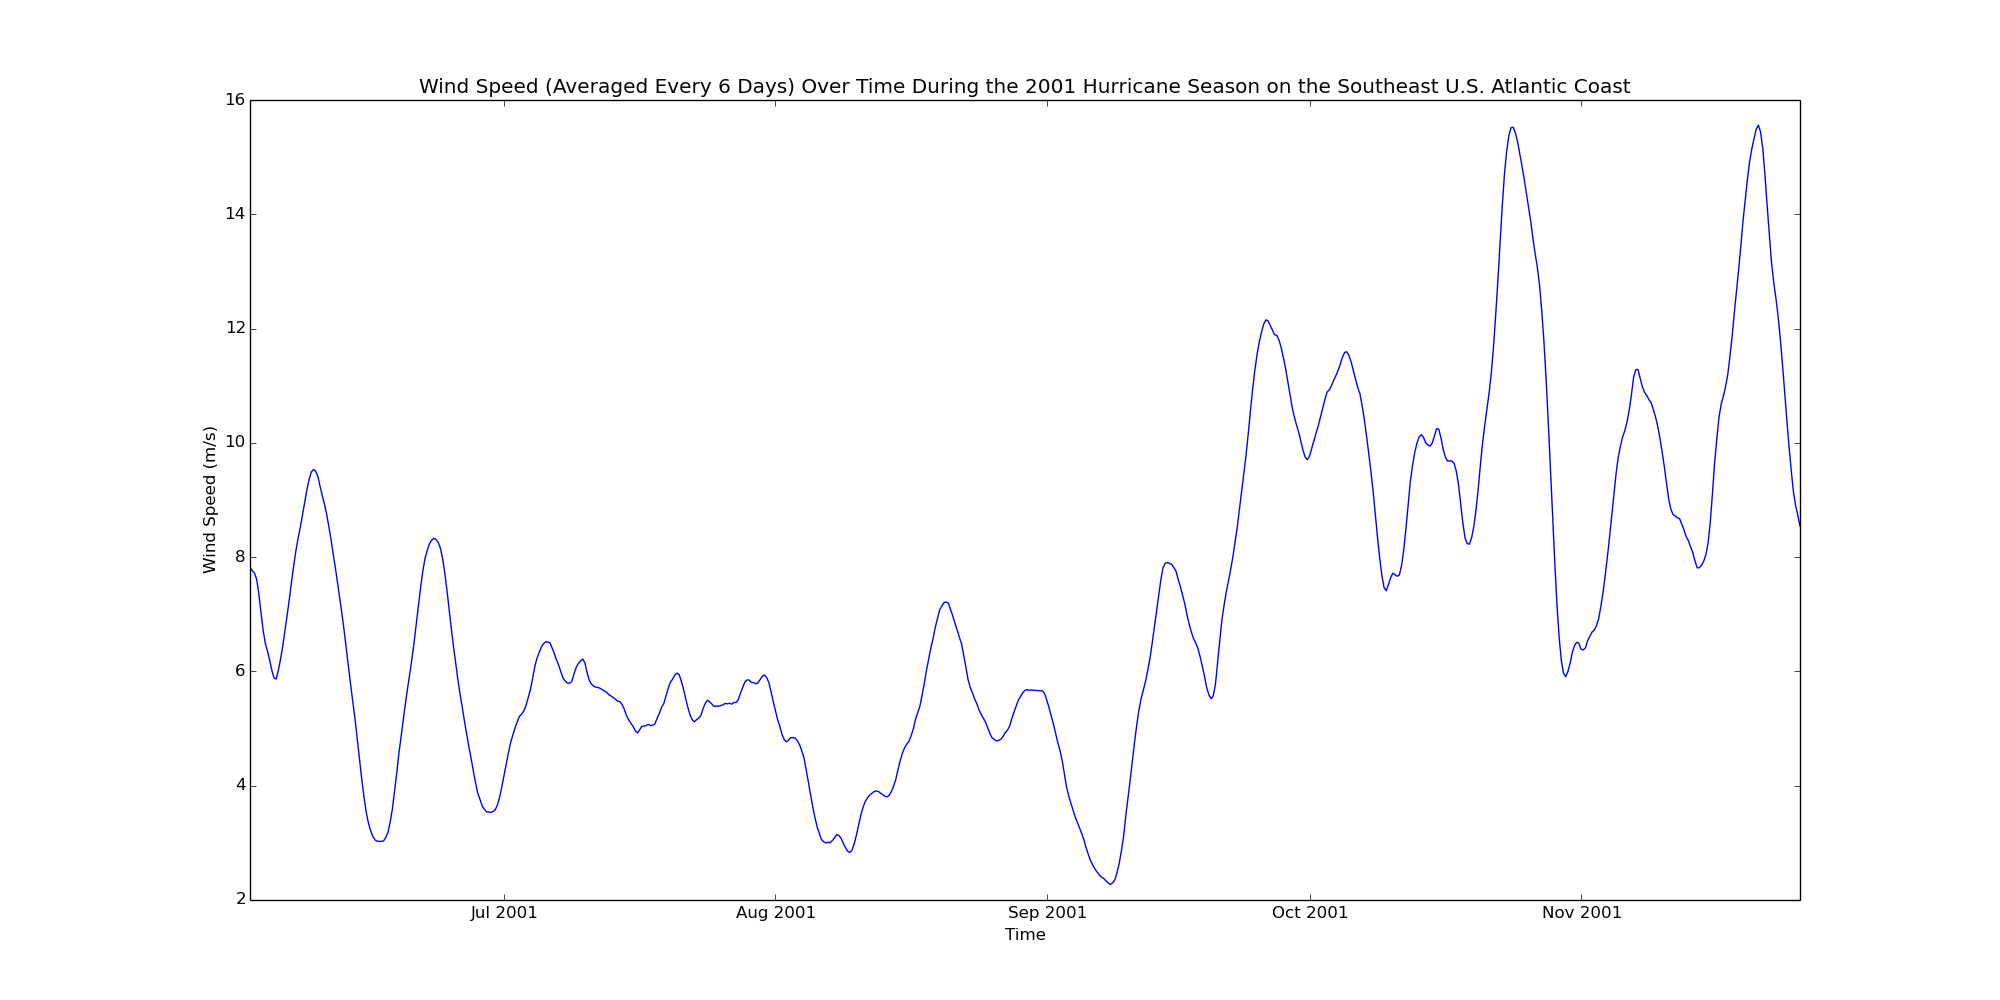 Wind Speed (Averaged Every 6 Days) Over Time During the 2001 Hurricane Season on the Southeast U.S. Atlantic Coast
16
14
12
10
8
6
4
2
Wind Speed (m/s)
Jul 2001
Aug 2001
Sep 2001
Oct 2001
Nov 2001
Time